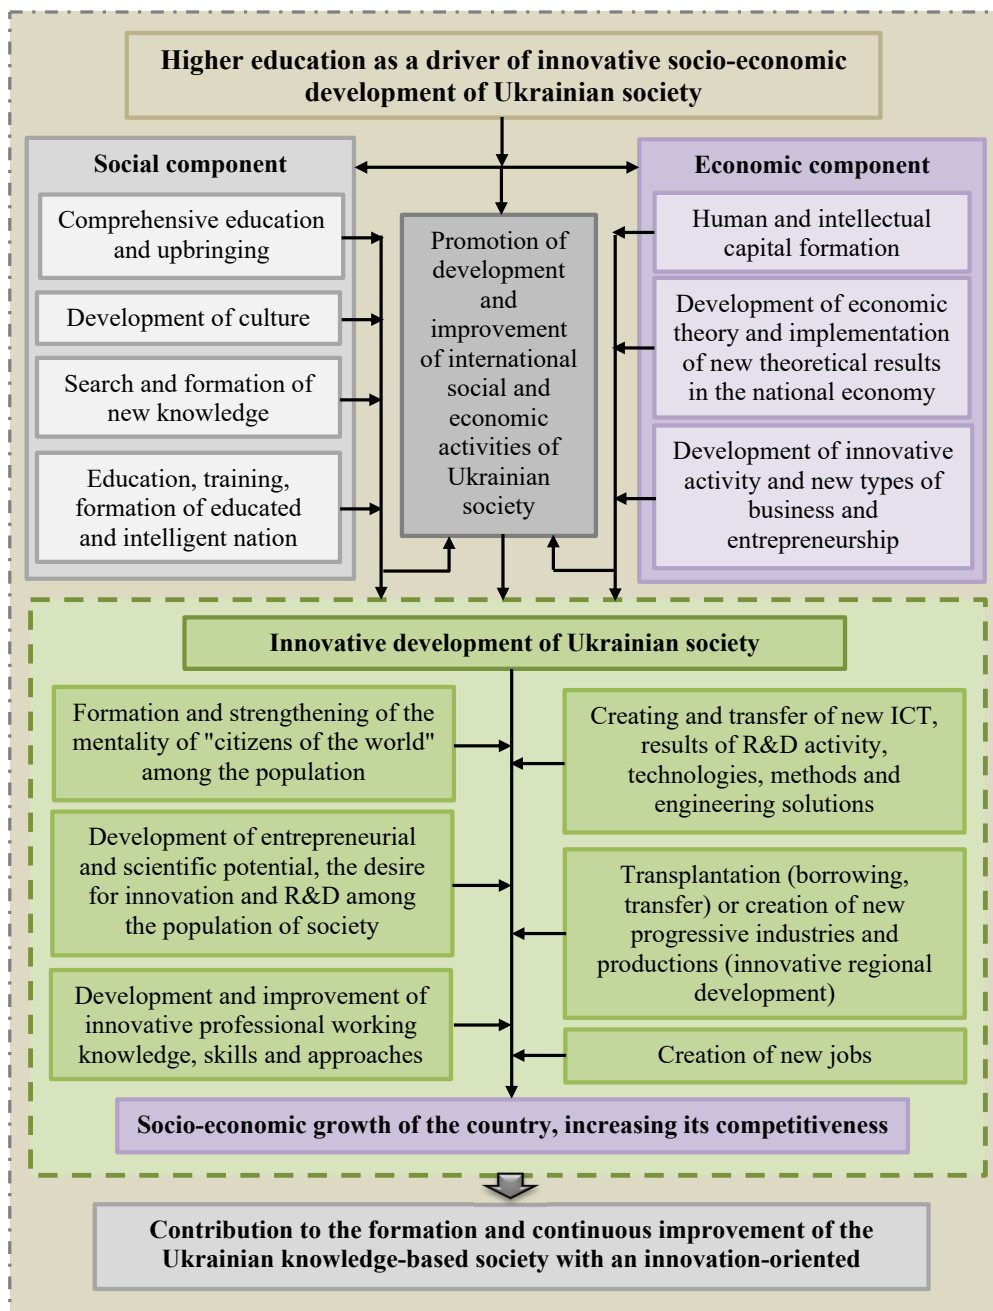 Higher education as a driver of innovative socio-economic
development of Ukrainian society
Social component
Comprehensive education
and upbringing
Development of culture
Search and formation of
new knowledge
Education, training,
formation of educated
and intelligent nation
Promotion of
development
and
improvement
of international
social and
economic
activities of
Ukrainian
society
Economic component
Human and intellectual
capital formation
Development of economic
theory and implementation
of new theoretical results
in the national economy
Development of innovative
activity and new types of
business and
entrepreneurship
Innovative development of Ukrainian society
Formation and strengthening of the
mentality of "citizens of the world"
among the population
Development of entrepreneurial
and scientific potential, the desire
for innovation and R&D among
the population of society
Development and improvement of
innovative professional working
knowledge, skills and approaches
Creating and transfer of new ICT,
results of R&D activity,
technologies, methods and
engineering solutions
Transplantation (borrowing,
transfer) or creation of new
progressive industries and
productions (innovative regional
development)
Creation of new jobs
Socio-economic growth of the country, increasing its competitiveness
Contribution to the formation and continuous improvement of the
Ukrainian knowledge-based society with an innovation-oriented